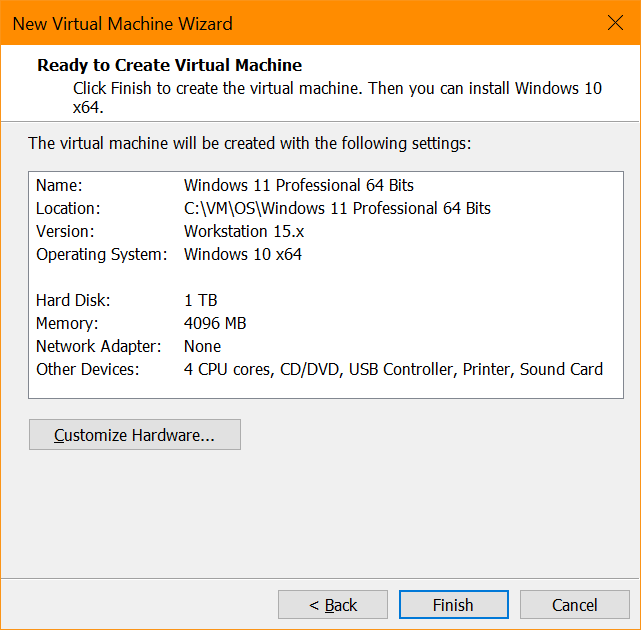 New Virtual Machine Wizard
Ready to Create Virtual Machine
Click Finish to create the virtual machine. Then you can install Windows 10
x64.
The virtual machine will be created with the following settings:
Name: Windows 11 Professional 64 Bits
Location: C:\VM\OS\Windows 11 Professional 64 Bits
Version: Workstation 15.x
Operating System: Windows 10 x64
Hard Disk: 1 TB
Memory: 4096 MB
Network Adapter: None
Other Devices: 4 CPU cores, CD/DVD, USB Controller, Printer, Sound Card
Customize Hardware...
< Back Finish Cancel